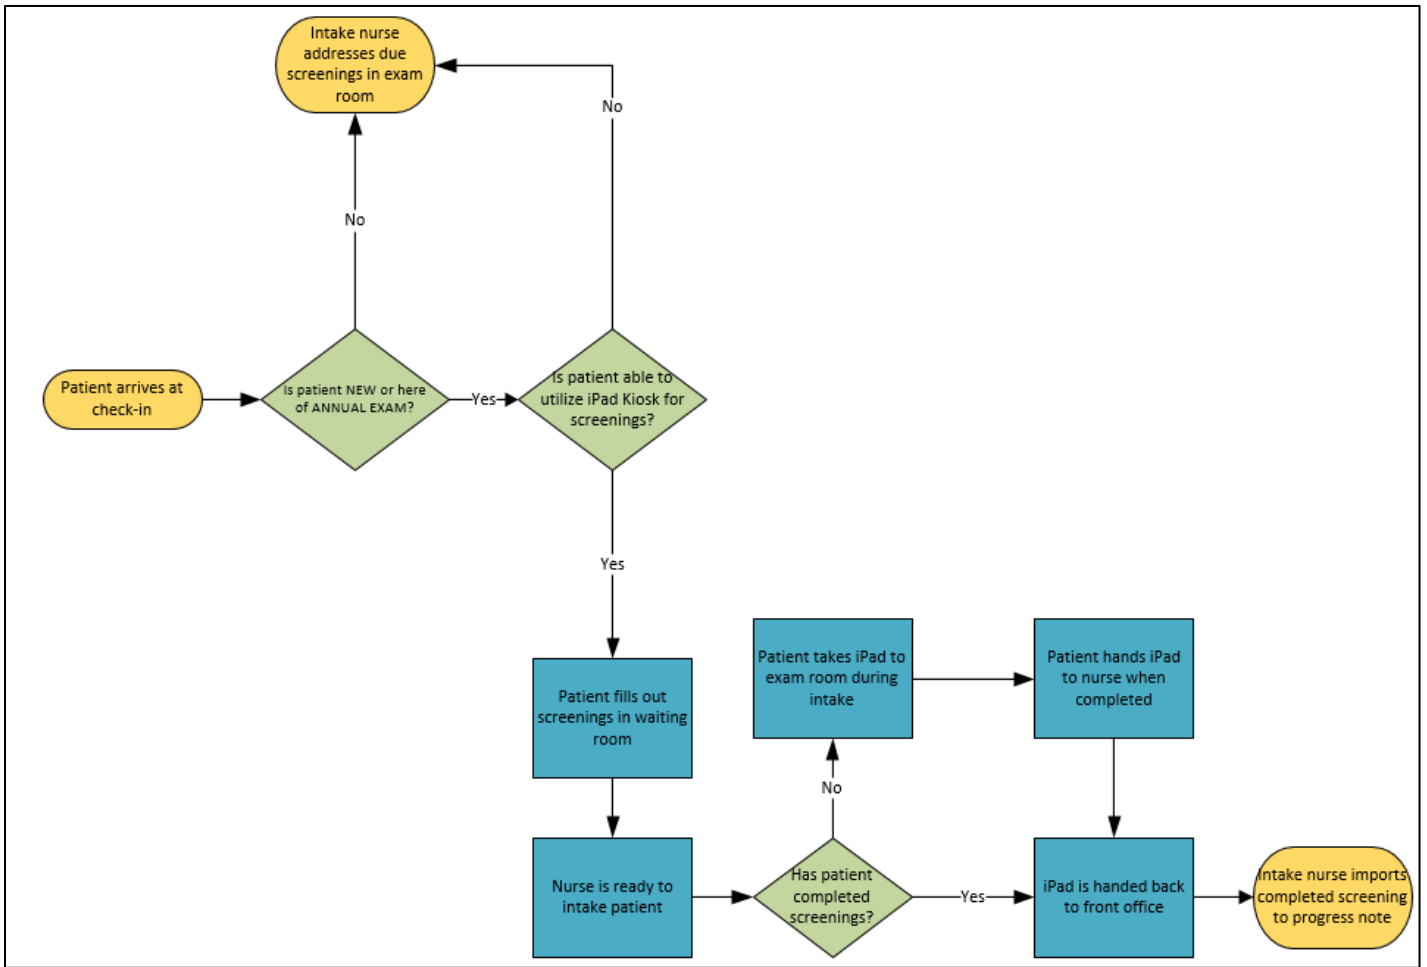 Intake nurse
addresses due
screenings in exam
room
No
No
Patient arrives at
check-in
Is patient NEW or here
of ANNUAL EXAM?
Yes
Is patient able to
utilize iPad Kiosk for
screenings?
Yes
Patient fills out
screenings in waiting
room
Nurse is ready to
intake patient
Has patient
completed
screenings?
No
Patient takes iPad to
exam room during
intake
Patient hands iPad
to nurse when
completed
Yes
iPad is handed back
to front office
Intake nurse imports
completed screening
to progress note